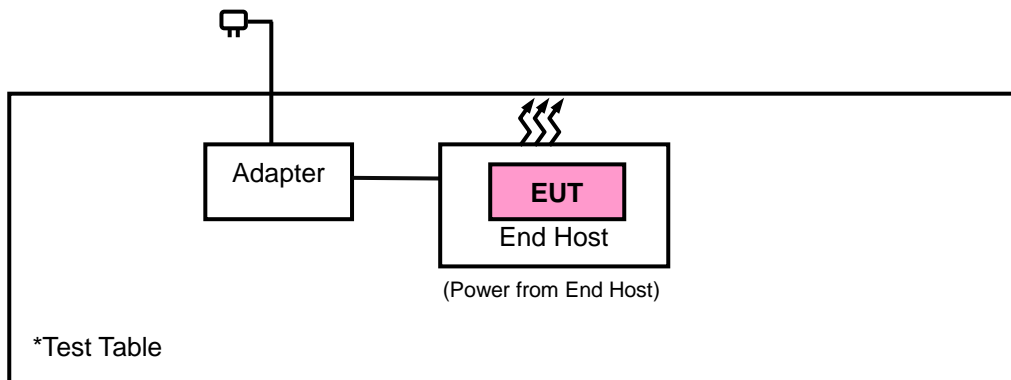 Adapter
EUT
End Host
(Power from End Host)
*Test Table